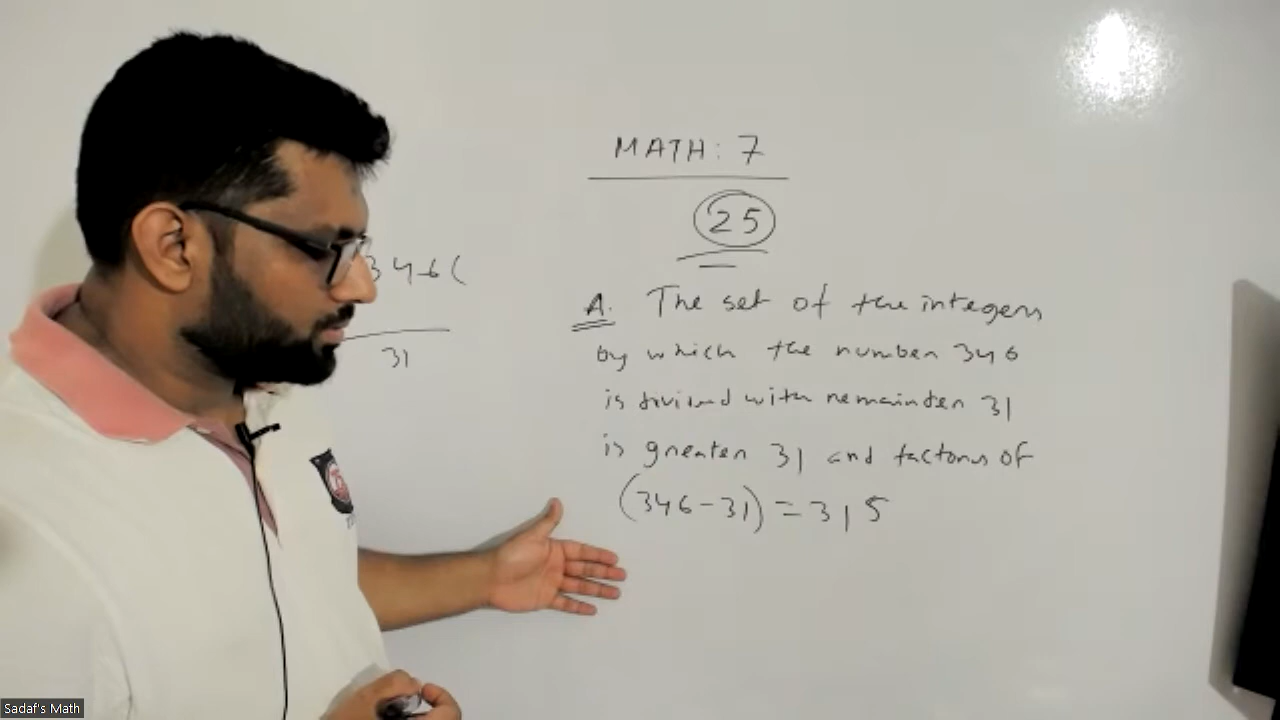 MATH: 7
25
346(
31
A. The set of the integers
by which the number 346
is divided with remainder 31
is greater 31 and factors of
(346-31) = 315
Sadaf's Math